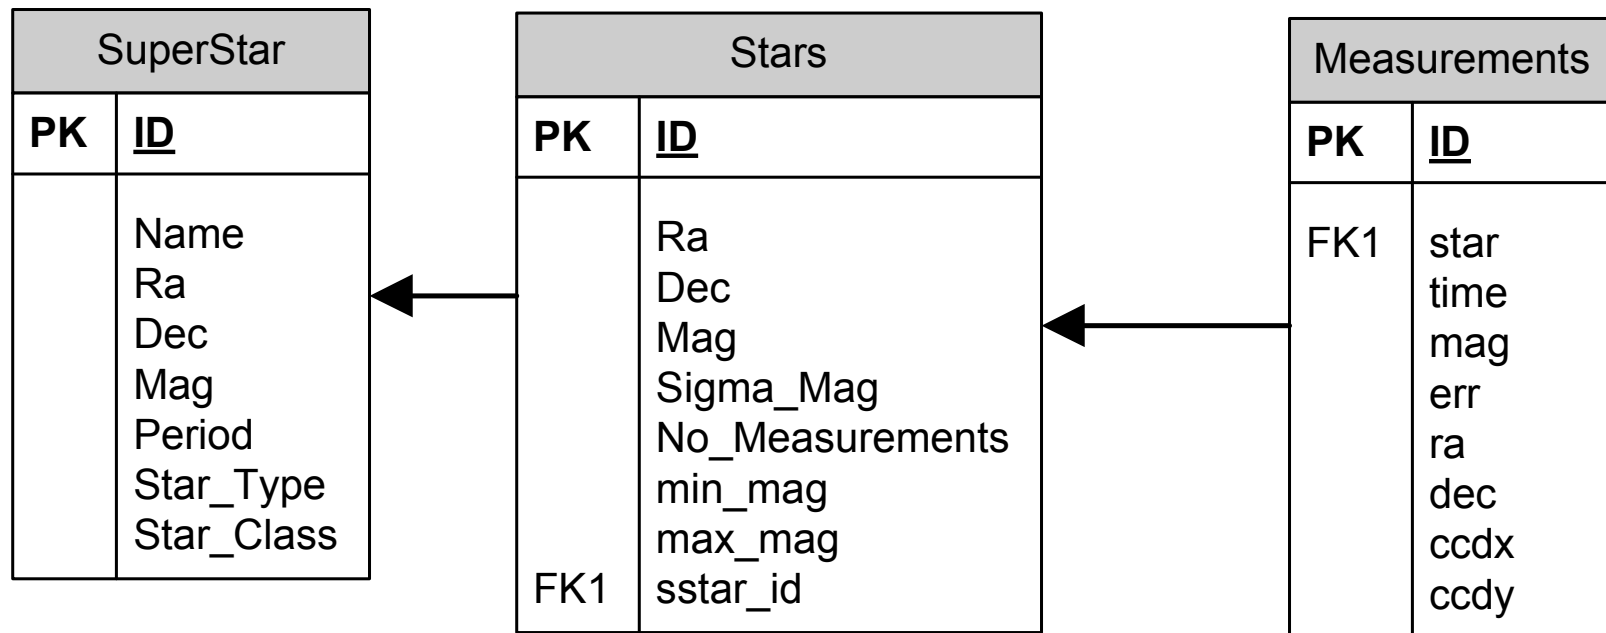 SuperStar
PK ID
Name
Ra
Dec
Mag
Period
Star_Type
Star_Class
Stars
PK ID
Ra
Dec
Mag
Sigma_Mag
No_Measurements
min_mag
max_mag
FK1 sstar_id
Measurements
PK ID
FK1 star
time
mag
err
ra
dec
ccdx
ccdy